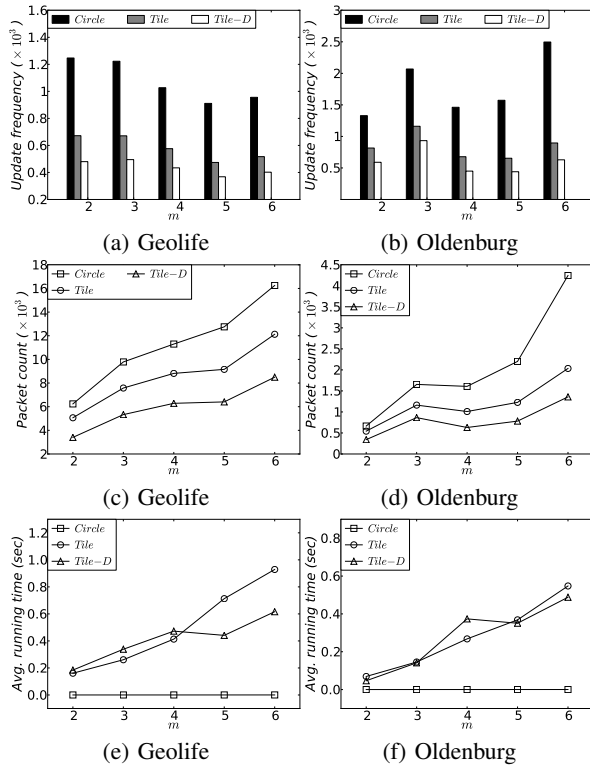 1.6
1.4
1.2
1
0.8
0.6
0.4
0.2
Update frequency ( × 10³ )
Circle Tile Tile−D
2 3 4 5 6
m
(a) Geolife
3
2.5
2
1.5
1
0.5
Update frequency ( × 10³ )
Circle Tile Tile−D
2 3 4 5 6
m
(b) Oldenburg
18
16
14
12
10
8
6
4
2
Packet count ( × 10³ )
Circle Tile−D
Tile
2 3 4 5 6
m
(c) Geolife
4.5
4
3.5
3
2.5
2
1.5
1
0.5
0
Packet count ( × 10³ )
Circle
Tile
Tile−D
2 3 4 5 6
m
(d) Oldenburg
1.2
1.0
0.8
0.6
0.4
0.2
0.0
Avg. running time (sec)
Circle
Tile
Tile−D
2 3 4 5 6
m
(e) Geolife
0.8
0.6
0.4
0.2
0.0
Avg. running time (sec)
Circle
Tile
Tile−D
2 3 4 5 6
m
(f) Oldenburg